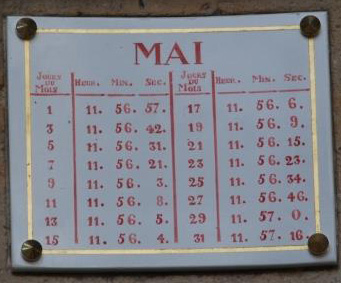 MAI
JOURS DU MOIS HEUR. MIN. SEC. JOURS DU MOIS HEUR. MIN. SEC.
1 11. 56. 57. 17 11. 56. 6.
3 11. 56. 42. 19 11. 56. 9.
5 11. 56. 31. 21 11. 56. 15.
7 11. 56. 21. 23 11. 56. 23.
9 11. 56. 3. 25 11. 56. 34.
11 11. 56. 8. 27 11. 56. 46.
13 11. 56. 5. 29 11. 57. 0.
15 11. 56. 4. 31 11. 57. 16.